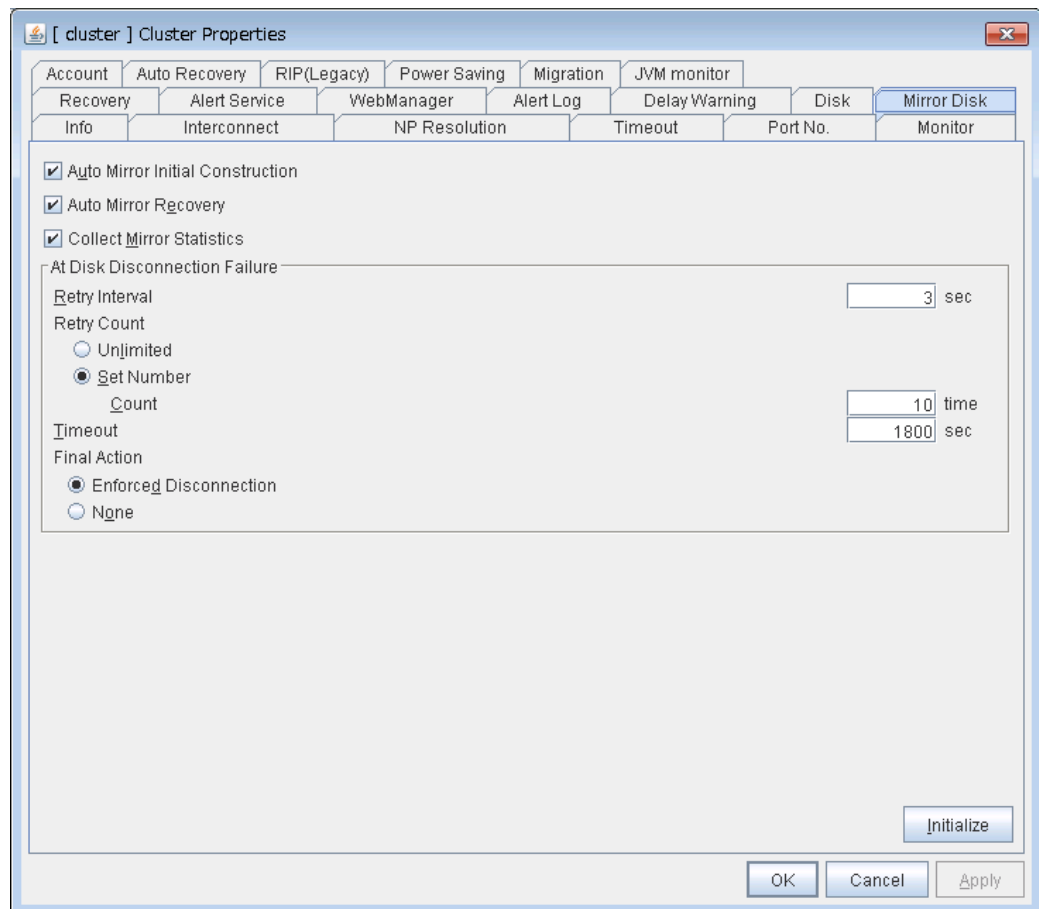 [ cluster ] Cluster Properties
Account Auto Recovery RIP(Legacy) Power Saving Migration JVM monitor
Recovery Alert Service WebManager Alert Log Delay Warning Disk Mirror Disk
Info Interconnect NP Resolution Timeout Port No. Monitor
Auto Mirror Initial Construction
Auto Mirror Recovery
Collect Mirror Statistics
At Disk Disconnection Failure
Retry Interval 3 sec
Retry Count
Unlimited
Set Number
Count 10 time
Timeout 1800 sec
Final Action
Enforced Disconnection
None
Initialize
OK Cancel Apply